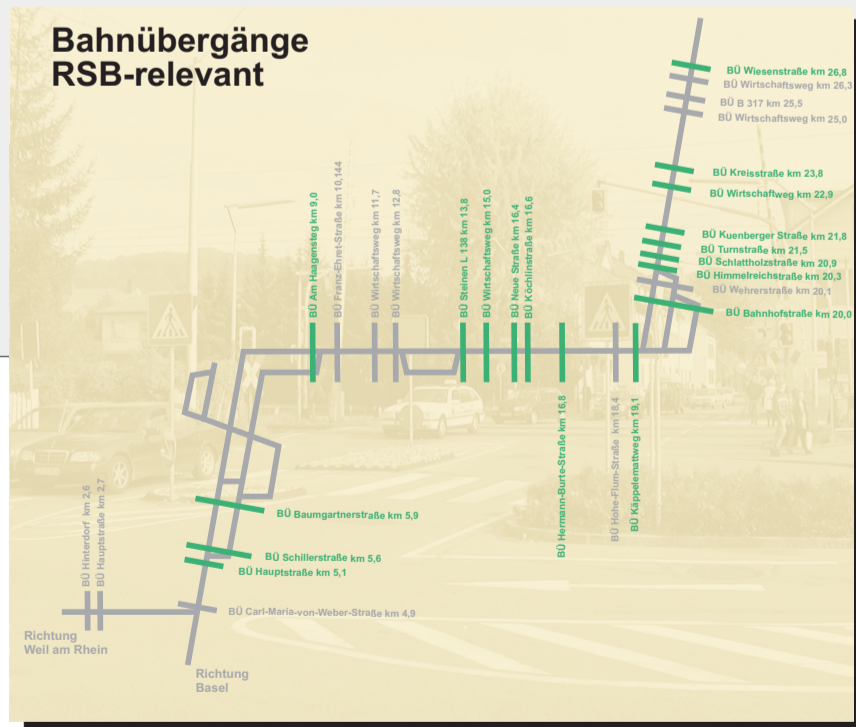 Bahnübergänge
RSB-relevant
BÜ Wiesenstraße km 26,8
BÜ Wirtschaftsweg km 26,3
BÜ B 317 km 25,5
BÜ Wirtschaftsweg km 25,0
BÜ Kreisstraße km 23,8
BÜ Wirtschaftweg km 22,9
BÜ Kuenberger Straße km 21,8
BÜ Turnstraße km 21,5
BÜ Schlattholzstraße km 20,9
BÜ Himmelreichstraße km 20,3
BÜ Wehrerstraße km 20,1
BÜ Bahnhofstraße km 20,0
BÜ Am Haagensteg km 9,0
BÜ Franz-Ehret-Straße km 10,144
BÜ Wirtschaftsweg km 11,7
BÜ Wirtschaftsweg km 12,8
BÜ Steinen L 138 km 13,8
BÜ Wirtschaftsweg km 15,0
BÜ Neue Straße km 16,4
BÜ Köchlinstraße km 16,6
BÜ Hermann-Burte-Straße km 16,8
BÜ Hohe-Flum-Straße km 18,4
BÜ Käppelemattweg km 19,1
BÜ Baumgartnerstraße km 5,9
BÜ Schillerstraße km 5,6
BÜ Hauptstraße km 5,1
BÜ Hinterdorf km 2,6
BÜ Hauptstraße km 2,7
BÜ Carl-Maria-von-Weber-Straße km 4,9
Richtung
Weil am Rhein
Richtung
Basel